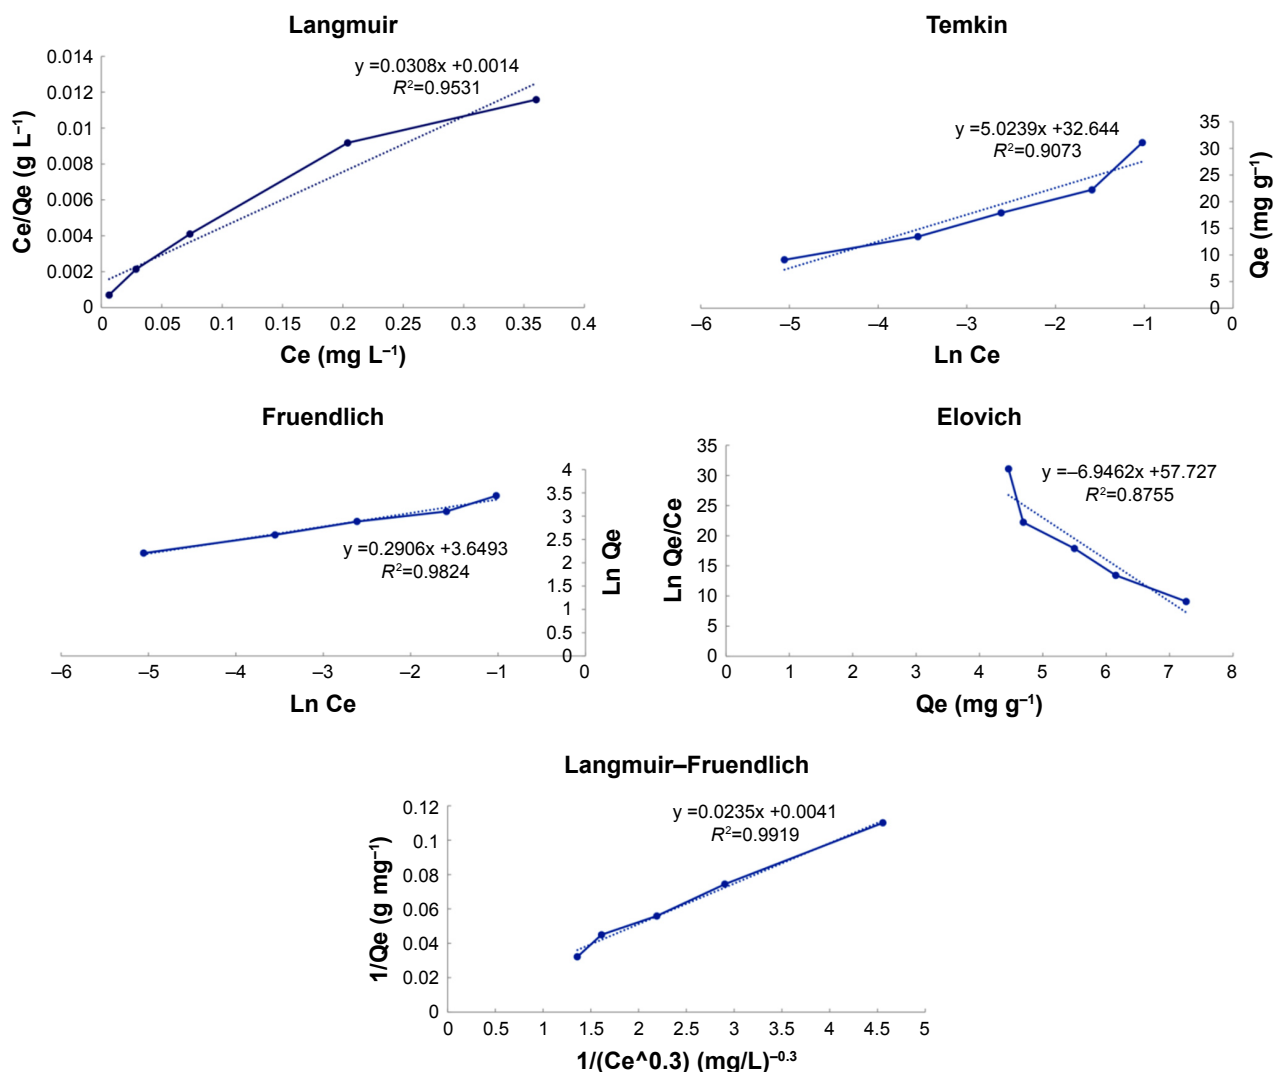 Langmuir
y =0.0308x +0.0014
R²=0.9531
0.014
0.012
0.01
0.008
0.006
0.004
0.002
0
Ce/Qe (g L⁻¹)
0 0.05 0.1 0.15 0.2 0.25 0.3 0.35 0.4
Ce (mg L⁻¹)
Temkin
y =5.0239x +32.644
R²=0.9073
35
30
25
20
15
10
5
0
Qe (mg g⁻¹)
–6 –5 –4 –3 –2 –1 0
Ln Ce
Fruendlich
4
3.5
3
2.5
2
1.5
1
0.5
0
Ln Qe
y =0.2906x +3.6493
R²=0.9824
–6 –5 –4 –3 –2 –1 0
Ln Ce
Elovich
35
30
25
20
15
10
5
0
Ln Qe/Ce
y =–6.9462x +57.727
R²=0.8755
0 1 2 3 4 5 6 7 8
Qe (mg g⁻¹)
Langmuir–Fruendlich
y =0.0235x +0.0041
R²=0.9919
0.12
0.1
0.08
0.06
0.04
0.02
0
1/Qe (g mg⁻¹)
0 0.5 1 1.5 2 2.5 3 3.5 4 4.5 5
1/(Ce^0.3) (mg/L)⁻⁰·³